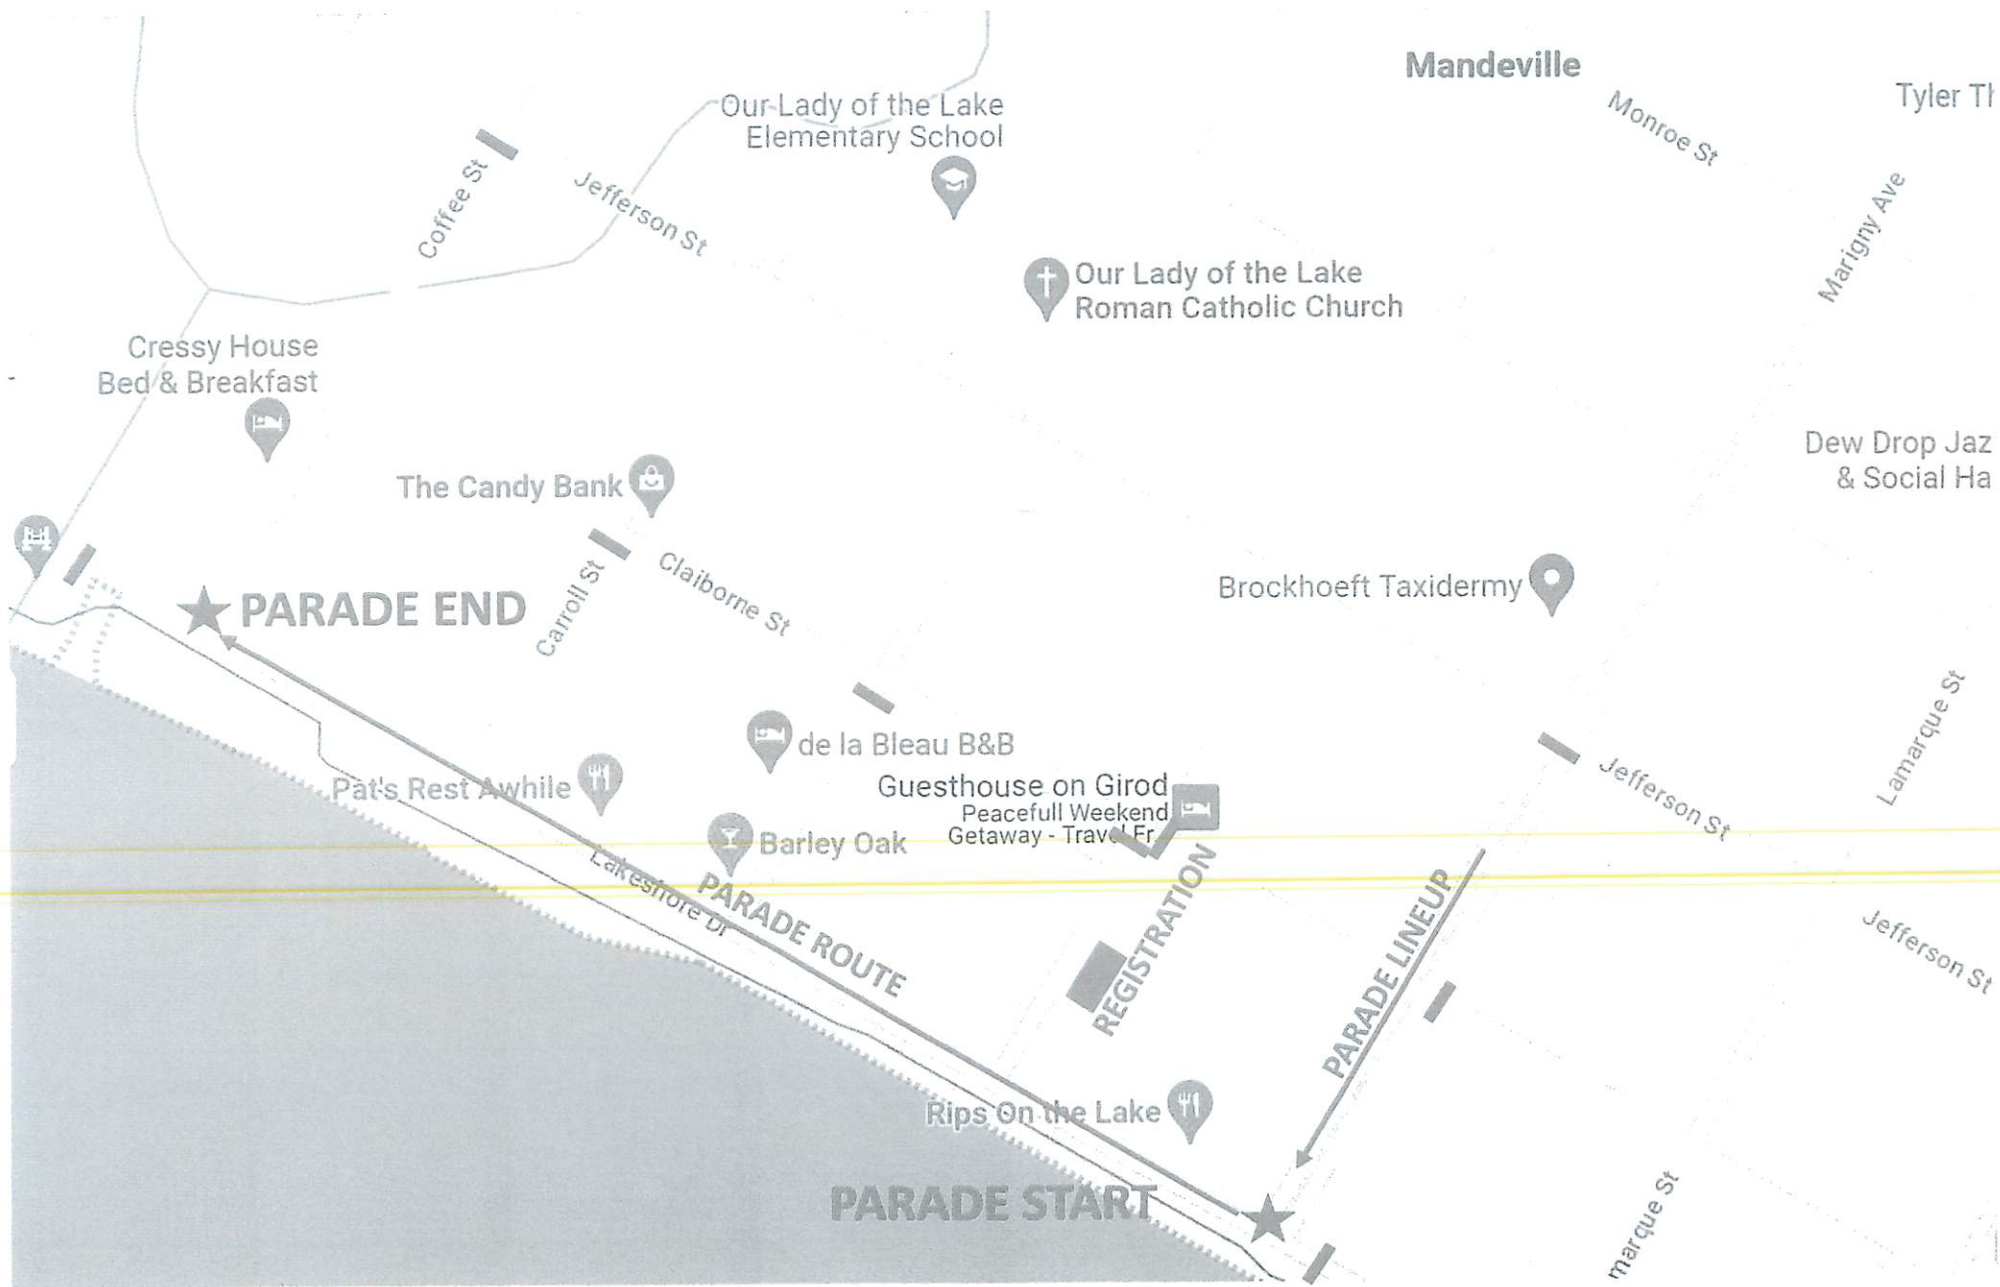 Mandeville
Monroe St
Marigny Ave
Our Lady of the Lake
Elementary School
Coffee St
Jefferson St
Our Lady of the Lake
Roman Catholic Church
Cressy House
Bed & Breakfast
Dew Drop Jaz
& Social Ha
The Candy Bank
Carroll St
Claiborne St
PARADE END
Brockhoeft Taxidermy
Lamarque St
de la Bleau B&B
Guesthouse on Girod
Peacefull Weekend
Getaway - Travel Fr.
Jefferson St
Pat's Rest Awhile
Barley Oak
Lakeshore Dr
PARADE ROUTE
REGISTRATION
PARADE LINEUP
Jefferson St
Rips On the Lake
PARADE START
marque St